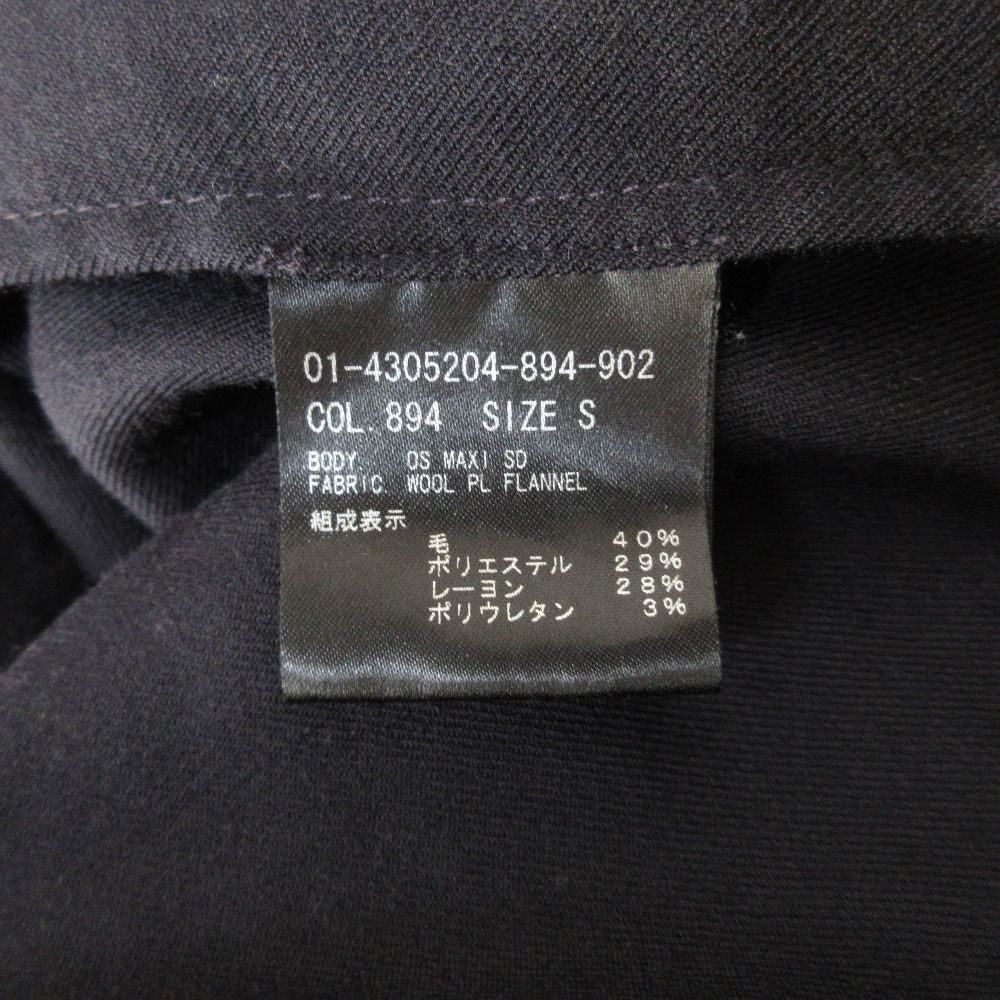 01-4305204-894-902
COL. 894 SIZE S
BODY OS MAXI SD
FABRIC WOOL PL FLANNEL
組成表示
毛 40%
ポリエステル 29%
レーヨン 28%
ポリウレタン 3%